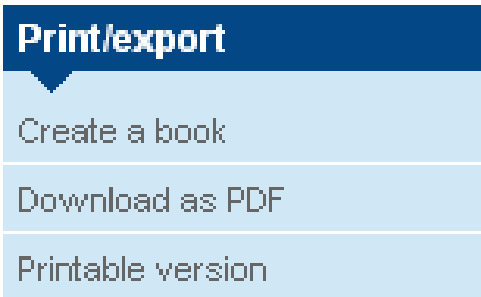 Print/export
Create a book
Download as PDF
Printable version